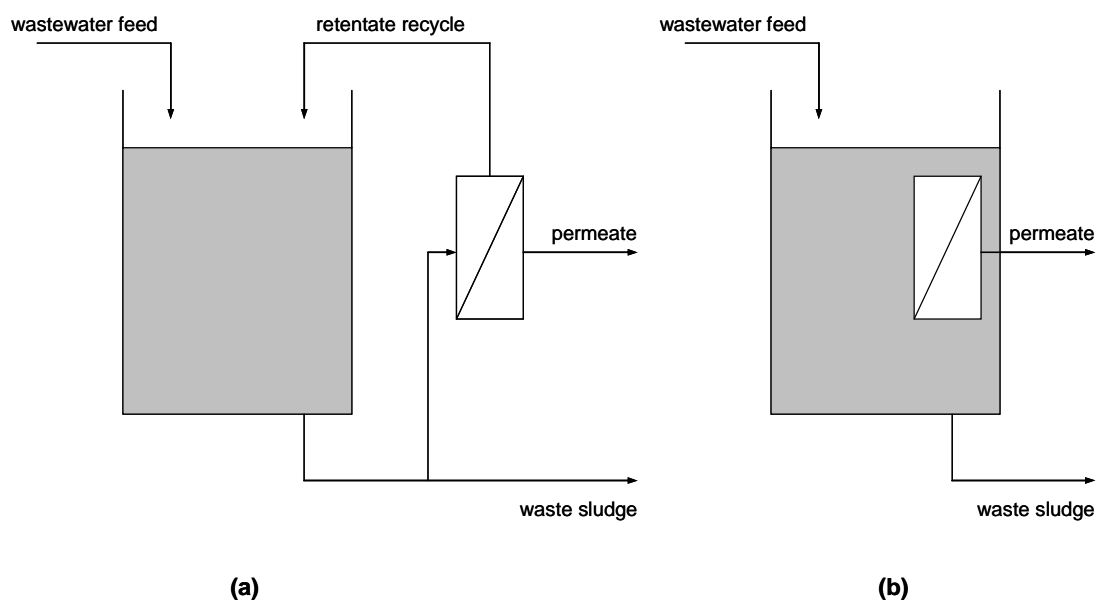 wastewater feed
retentate recycle
permeate
waste sludge
(a)
wastewater feed
permeate
waste sludge
(b)